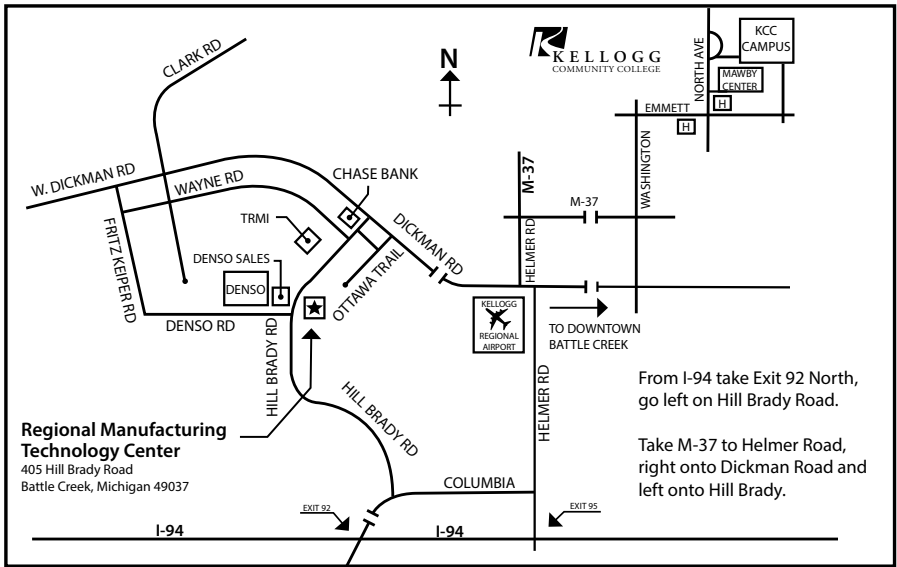 CLARK RD
N
KELLOGG
COMMUNITY COLLEGE
NORTH AVE
KCC
CAMPUS
MAWBY
CENTER
H
EMMETT
H
WASHINGTON
W. DICKMAN RD
WAYNE RD
CHASE BANK
M-37
M-37
TRMI
DICKMAN RD
HELMER RD
FRITZ KEIPER RD
DENSO SALES
DENSO
OTTAWA TRAIL
KELLOGG
REGIONAL
AIRPORT
TO DOWNTOWN
BATTLE CREEK
DENSO RD
HILL BRADY RD
HILL BRADY RD
HELMER RD
From I-94 take Exit 92 North,
go left on Hill Brady Road.
Take M-37 to Helmer Road,
right onto Dickman Road and
left onto Hill Brady.
Regional Manufacturing
Technology Center
405 Hill Brady Road
Battle Creek, Michigan 49037
COLUMBIA
EXIT 92
EXIT 95
I-94
I-94